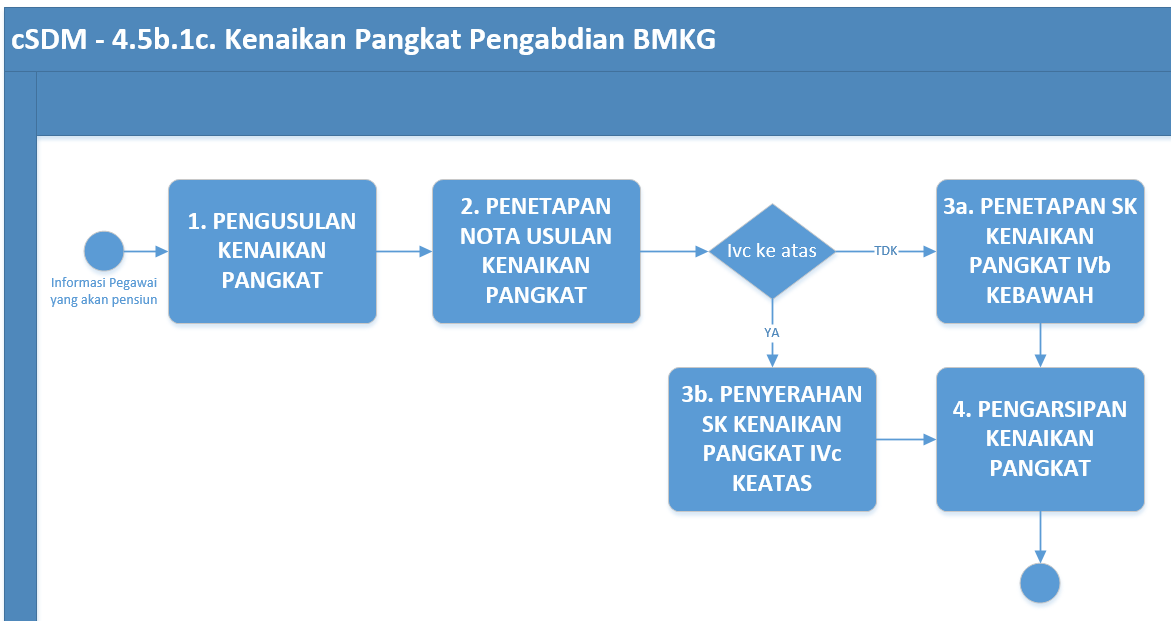 cSDM - 4.5b.1c. Kenaikan Pangkat Pengabdian BMKG
Informasi Pegawai
yang akan pensiun
1. PENGUSULAN
KENAIKAN
PANGKAT
2. PENETAPAN
NOTA USULAN
KENAIKAN
PANGKAT
Ivc ke atas
TDK
3a. PENETAPAN SK
KENAIKAN
PANGKAT IVb
KEBAWAH
YA
3b. PENYERAHAN
SK KENAIKAN
PANGKAT IVc
KEATAS
4. PENGARSIPAN
KENAIKAN
PANGKAT